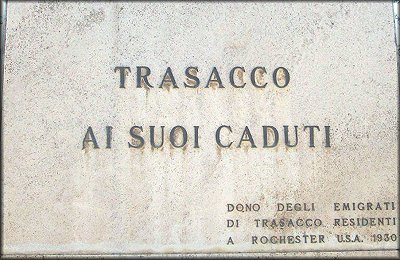 TRASACCO
AI SUOI CADUTI
DONO DEGLI EMIGRATI
DI TRASACCO RESIDENTI
A ROCHESTER U.S.A. 1930